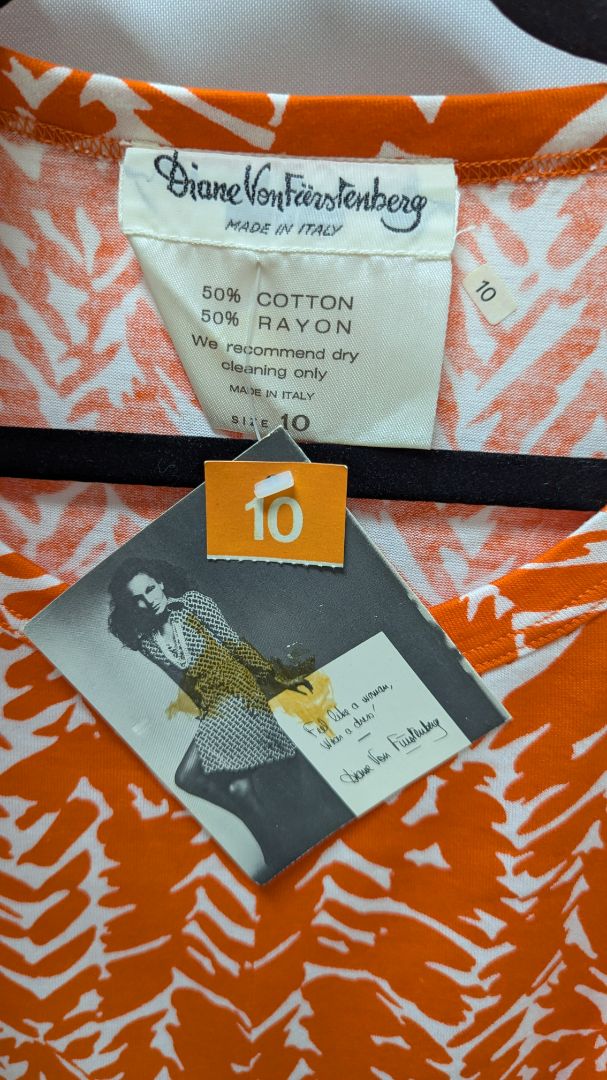 Diane Von Fürstenberg
MADE IN ITALY
50% COTTON
50% RAYON
We recommend dry
cleaning only
MADE IN ITALY
SIZE 10
10
10
Feel like a woman,
wear a dress!
Diane Von Fürstenberg